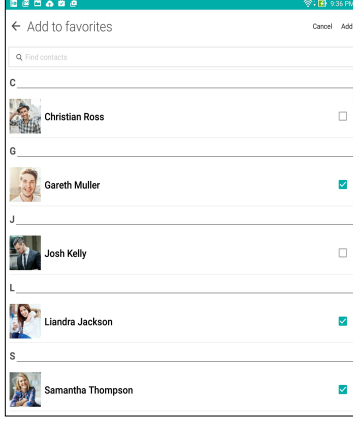 9:36 PM
Add to favorites
Cancel Add
Find contacts
C
Christian Ross
G
Gareth Muller
J
Josh Kelly
L
Liandra Jackson
S
Samantha Thompson